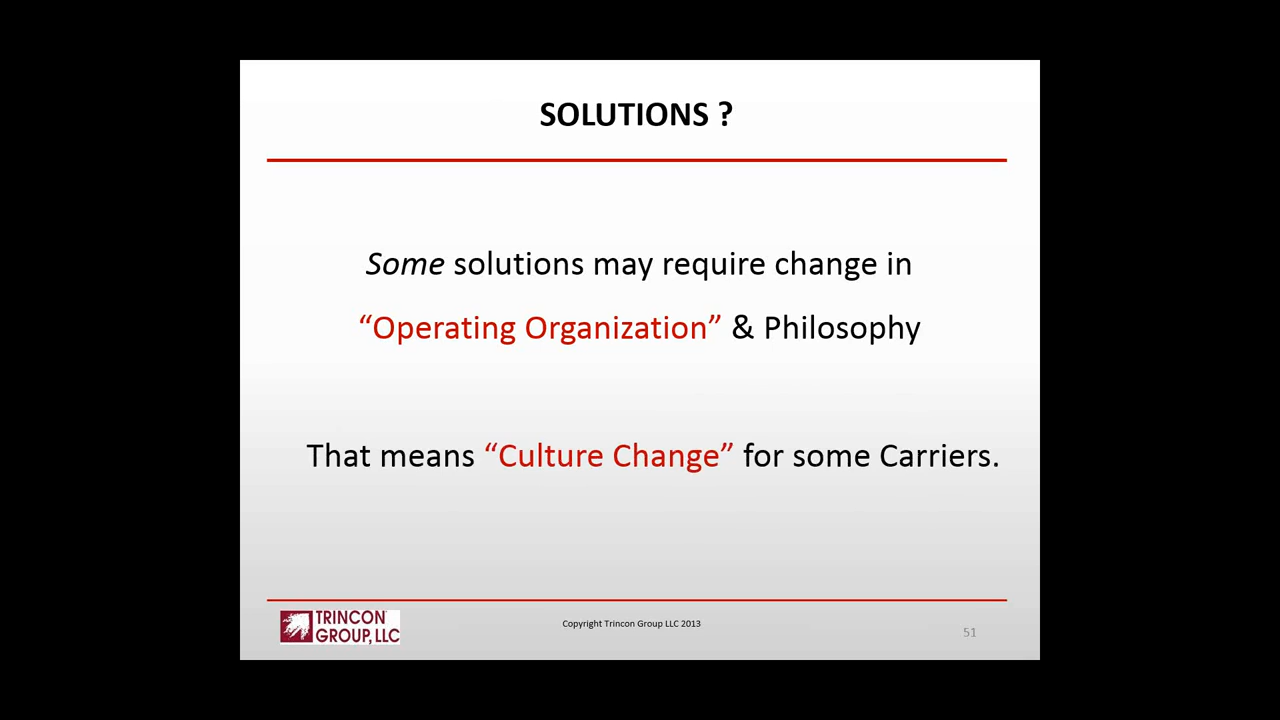 SOLUTIONS ?
Some solutions may require change in
“Operating Organization” & Philosophy
That means “Culture Change” for some Carriers.
TRINCON
GROUP, LLC
Copyright Trincon Group LLC 2013
51